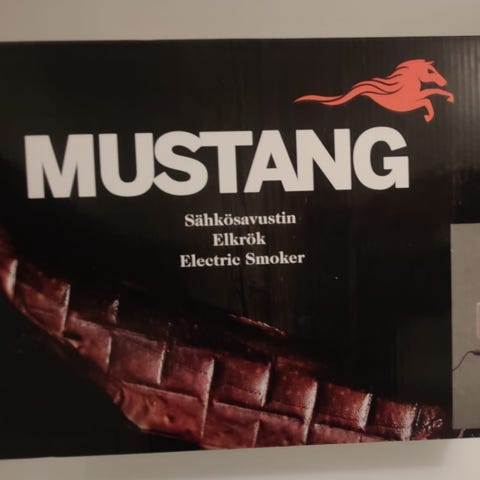 MUSTANG
Sähkösavustin
Elkrök
Electric Smoker